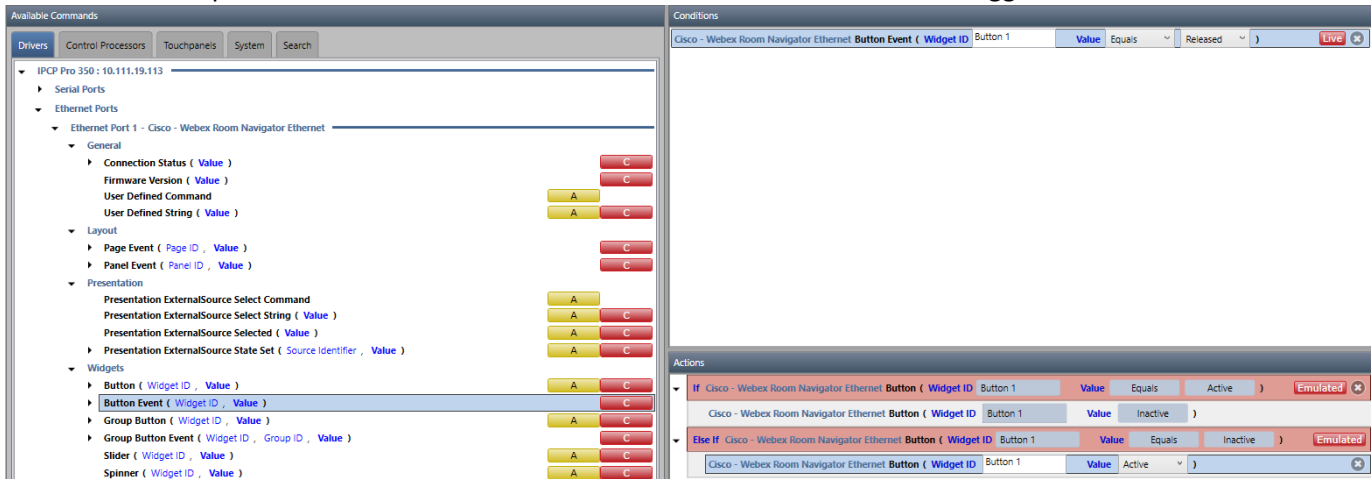 Available Commands
Drivers Control Processors Touchpanels System Search
IPCP Pro 350 : 10.111.19.113
Serial Ports
Ethernet Ports
Ethernet Port 1 - Cisco - Webex Room Navigator Ethernet
General
Connection Status ( Value ) C
Firmware Version ( Value ) C
User Defined Command A
User Defined String ( Value ) A C
Layout
Page Event ( Page ID , Value ) C
Panel Event ( Panel ID , Value ) C
Presentation
Presentation ExternalSource Select Command A
Presentation ExternalSource Select String ( Value ) A C
Presentation ExternalSource Selected ( Value ) A C
Presentation ExternalSource State Set ( Source Identifier , Value ) A C
Widgets
Button ( Widget ID , Value ) A C
Button Event ( Widget ID , Value ) C
Group Button ( Widget ID , Value ) A C
Group Button Event ( Widget ID , Group ID , Value ) C
Slider ( Widget ID , Value ) A C
Spinner ( Widget ID , Value ) A C
Conditions
Cisco - Webex Room Navigator Ethernet Button Event ( Widget ID Button 1 Value Equals Released ) Live
Actions
If Cisco - Webex Room Navigator Ethernet Button ( Widget ID Button 1 Value Equals Active ) Emulated
Cisco - Webex Room Navigator Ethernet Button ( Widget ID Button 1 Value Inactive )
Else If Cisco - Webex Room Navigator Ethernet Button ( Widget ID Button 1 Value Equals Inactive ) Emulated
Cisco - Webex Room Navigator Ethernet Button ( Widget ID Button 1 Value Active )